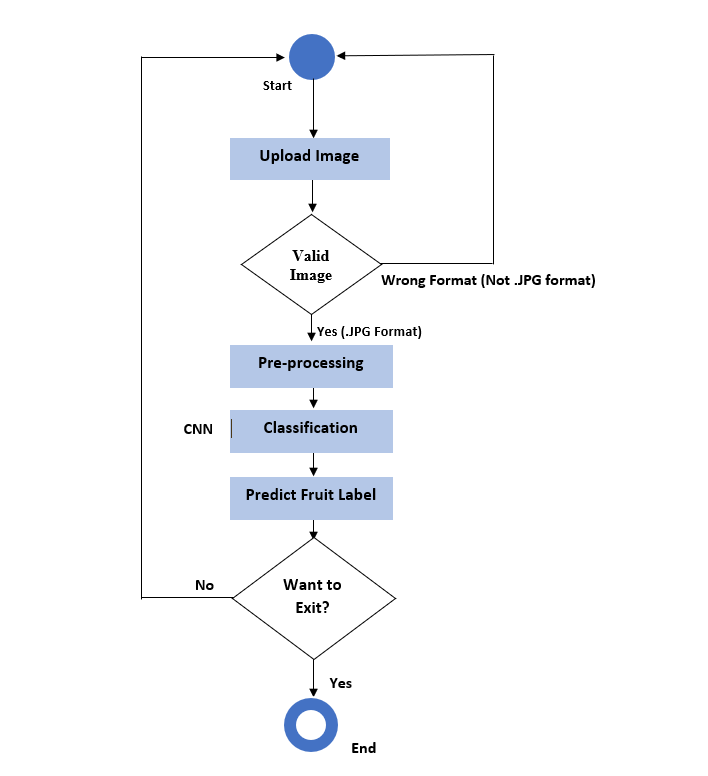 Start
Upload Image
Valid
Image
Wrong Format (Not .JPG format)
Yes (.JPG Format)
Pre-processing
CNN
Classification
Predict Fruit Label
No
Want to
Exit?
Yes
End